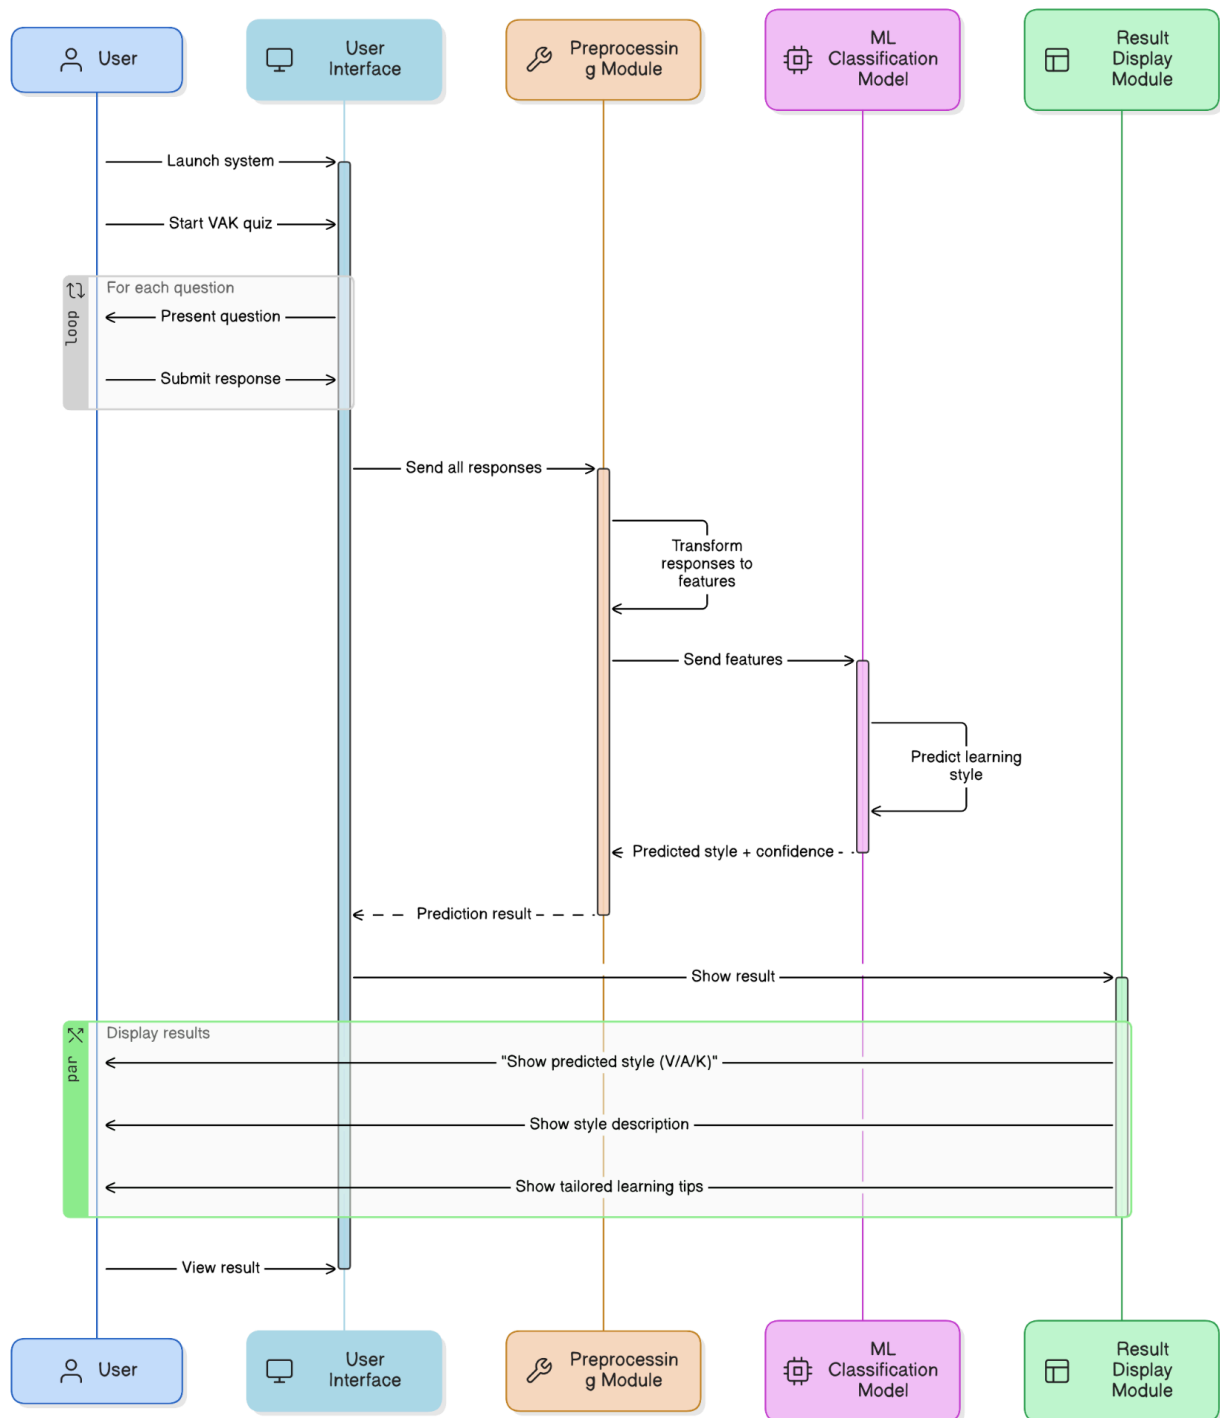 User
User
Interface
Preprocessin
g Module
ML
Classification
Model
Result
Display
Module
Launch system
Start VAK quiz
loop
For each question
Present question
Submit response
Send all responses
Transform
responses to
features
Send features
Predict learning
style
Predicted style + confidence
Prediction result
Show result
par
Display results
"Show predicted style (V/A/K)"
Show style description
Show tailored learning tips
View result
User
User
Interface
Preprocessin
g Module
ML
Classification
Model
Result
Display
Module